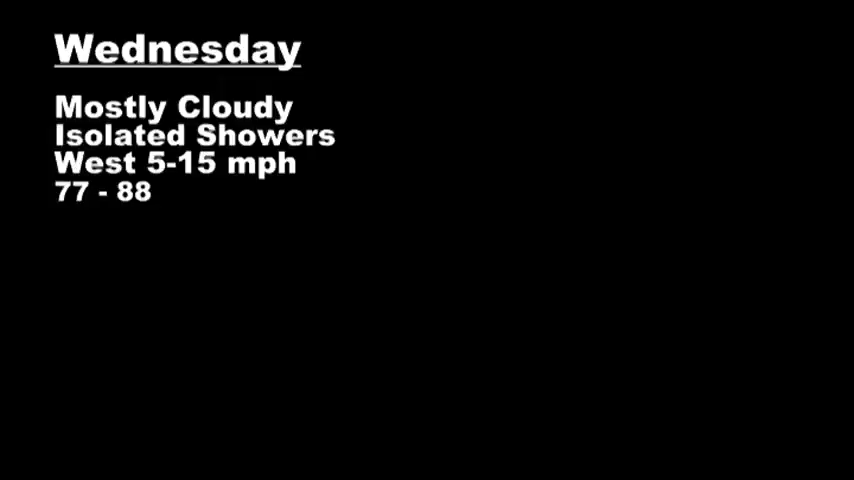 Wednesday
Mostly Cloudy
Isolated Showers
West 5-15 mph
77 - 88